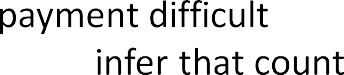 payment difficult
infer that count